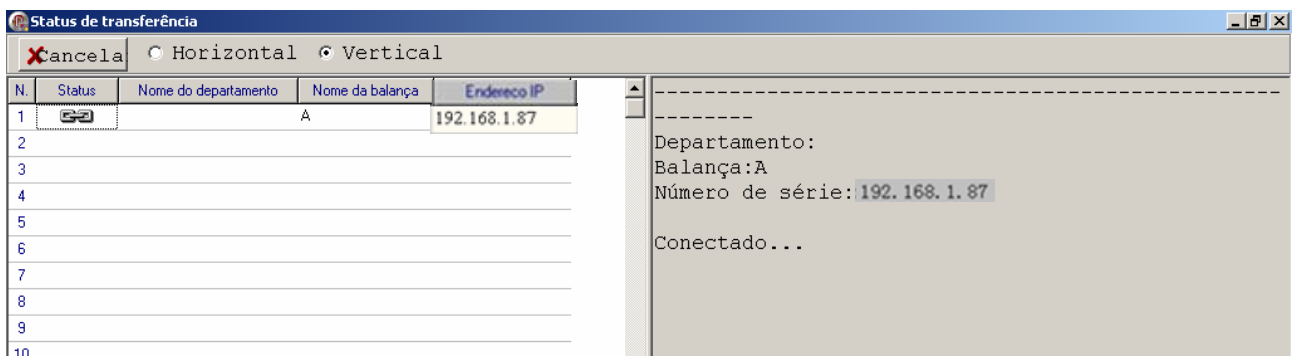 Status de transferência
Cancela Horizontal Vertical
N. Status Nome do departamento Nome da balança Endereco IP
1 A 192.168.1.87
2
3
4
5
6
7
8
9
10
---------------------------------------------------
--------
Departamento:
Balança:A
Número de série: 192.168.1.87
Conectado...